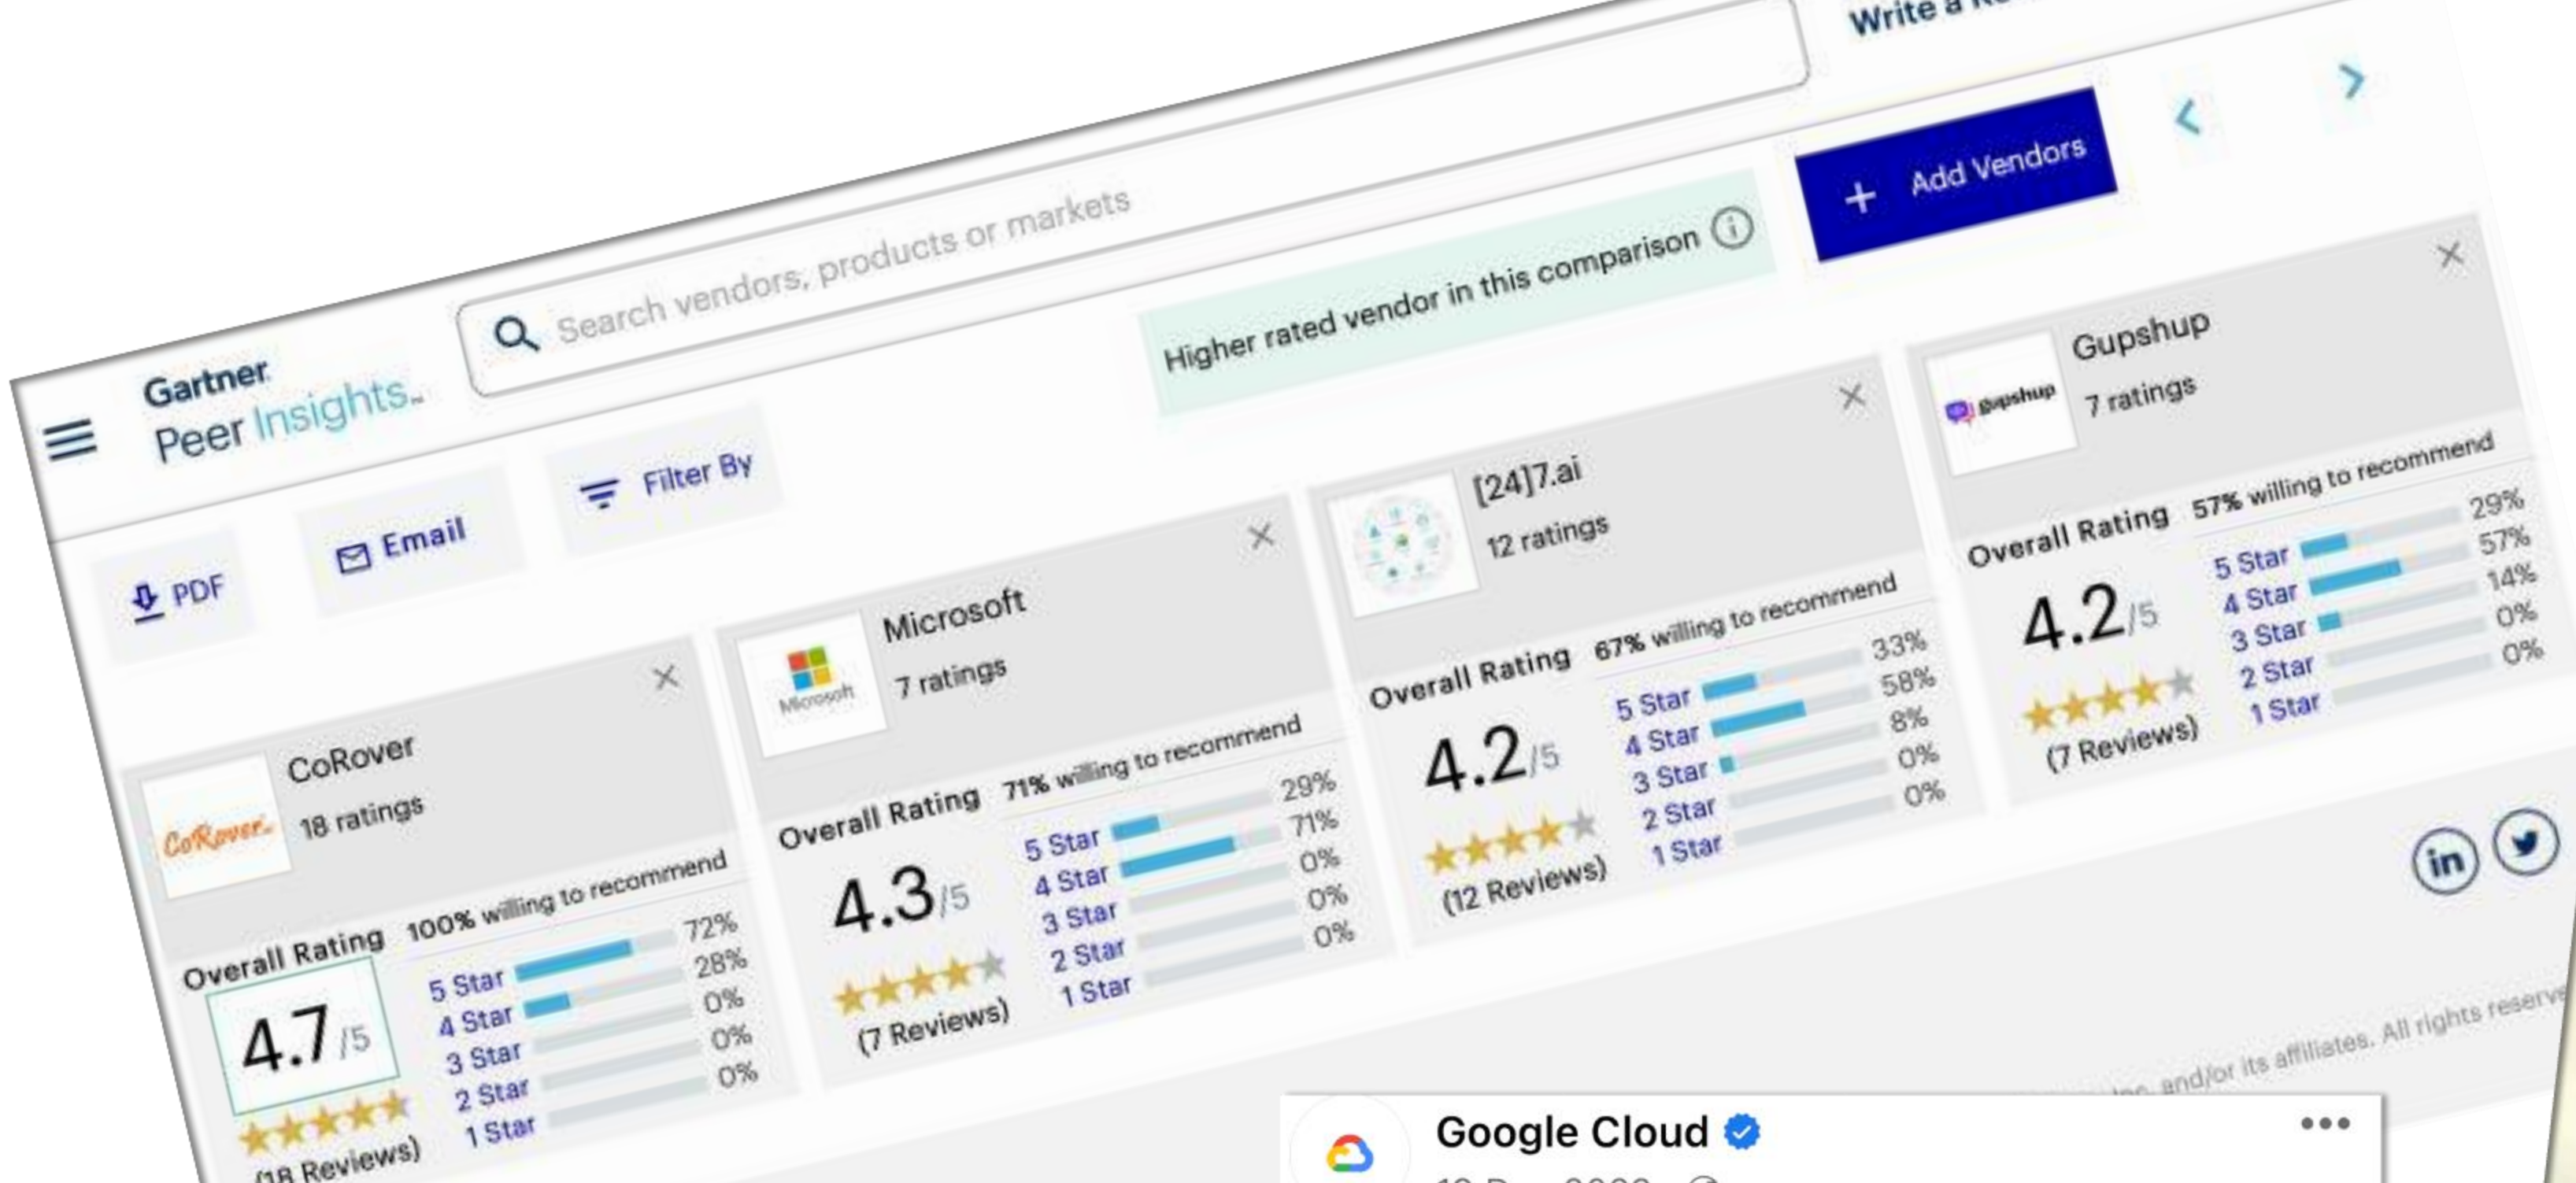 Write a
Gartner
Peer Insights™
Search vendors, products or markets
PDF
Email
Filter By
Higher rated vendor in this comparison
+ Add Vendors
CoRover
CoRover
18 ratings
Overall Rating
100% willing to recommend
4.7/5
(18 Reviews)
5 Star 72%
4 Star 28%
3 Star 0%
2 Star 0%
1 Star 0%
Microsoft
Microsoft
7 ratings
Overall Rating
71% willing to recommend
4.3/5
(7 Reviews)
5 Star 29%
4 Star 71%
3 Star 0%
2 Star 0%
1 Star 0%
[24]7.ai
12 ratings
Overall Rating
67% willing to recommend
4.2/5
(12 Reviews)
5 Star 33%
4 Star 58%
3 Star 8%
2 Star 0%
1 Star 0%
gupshup
Gupshup
7 ratings
Overall Rating
57% willing to recommend
4.2/5
(7 Reviews)
5 Star 29%
4 Star 57%
3 Star 14%
2 Star 0%
1 Star 0%
in
and/or its affiliates. All rights reserve
Google Cloud